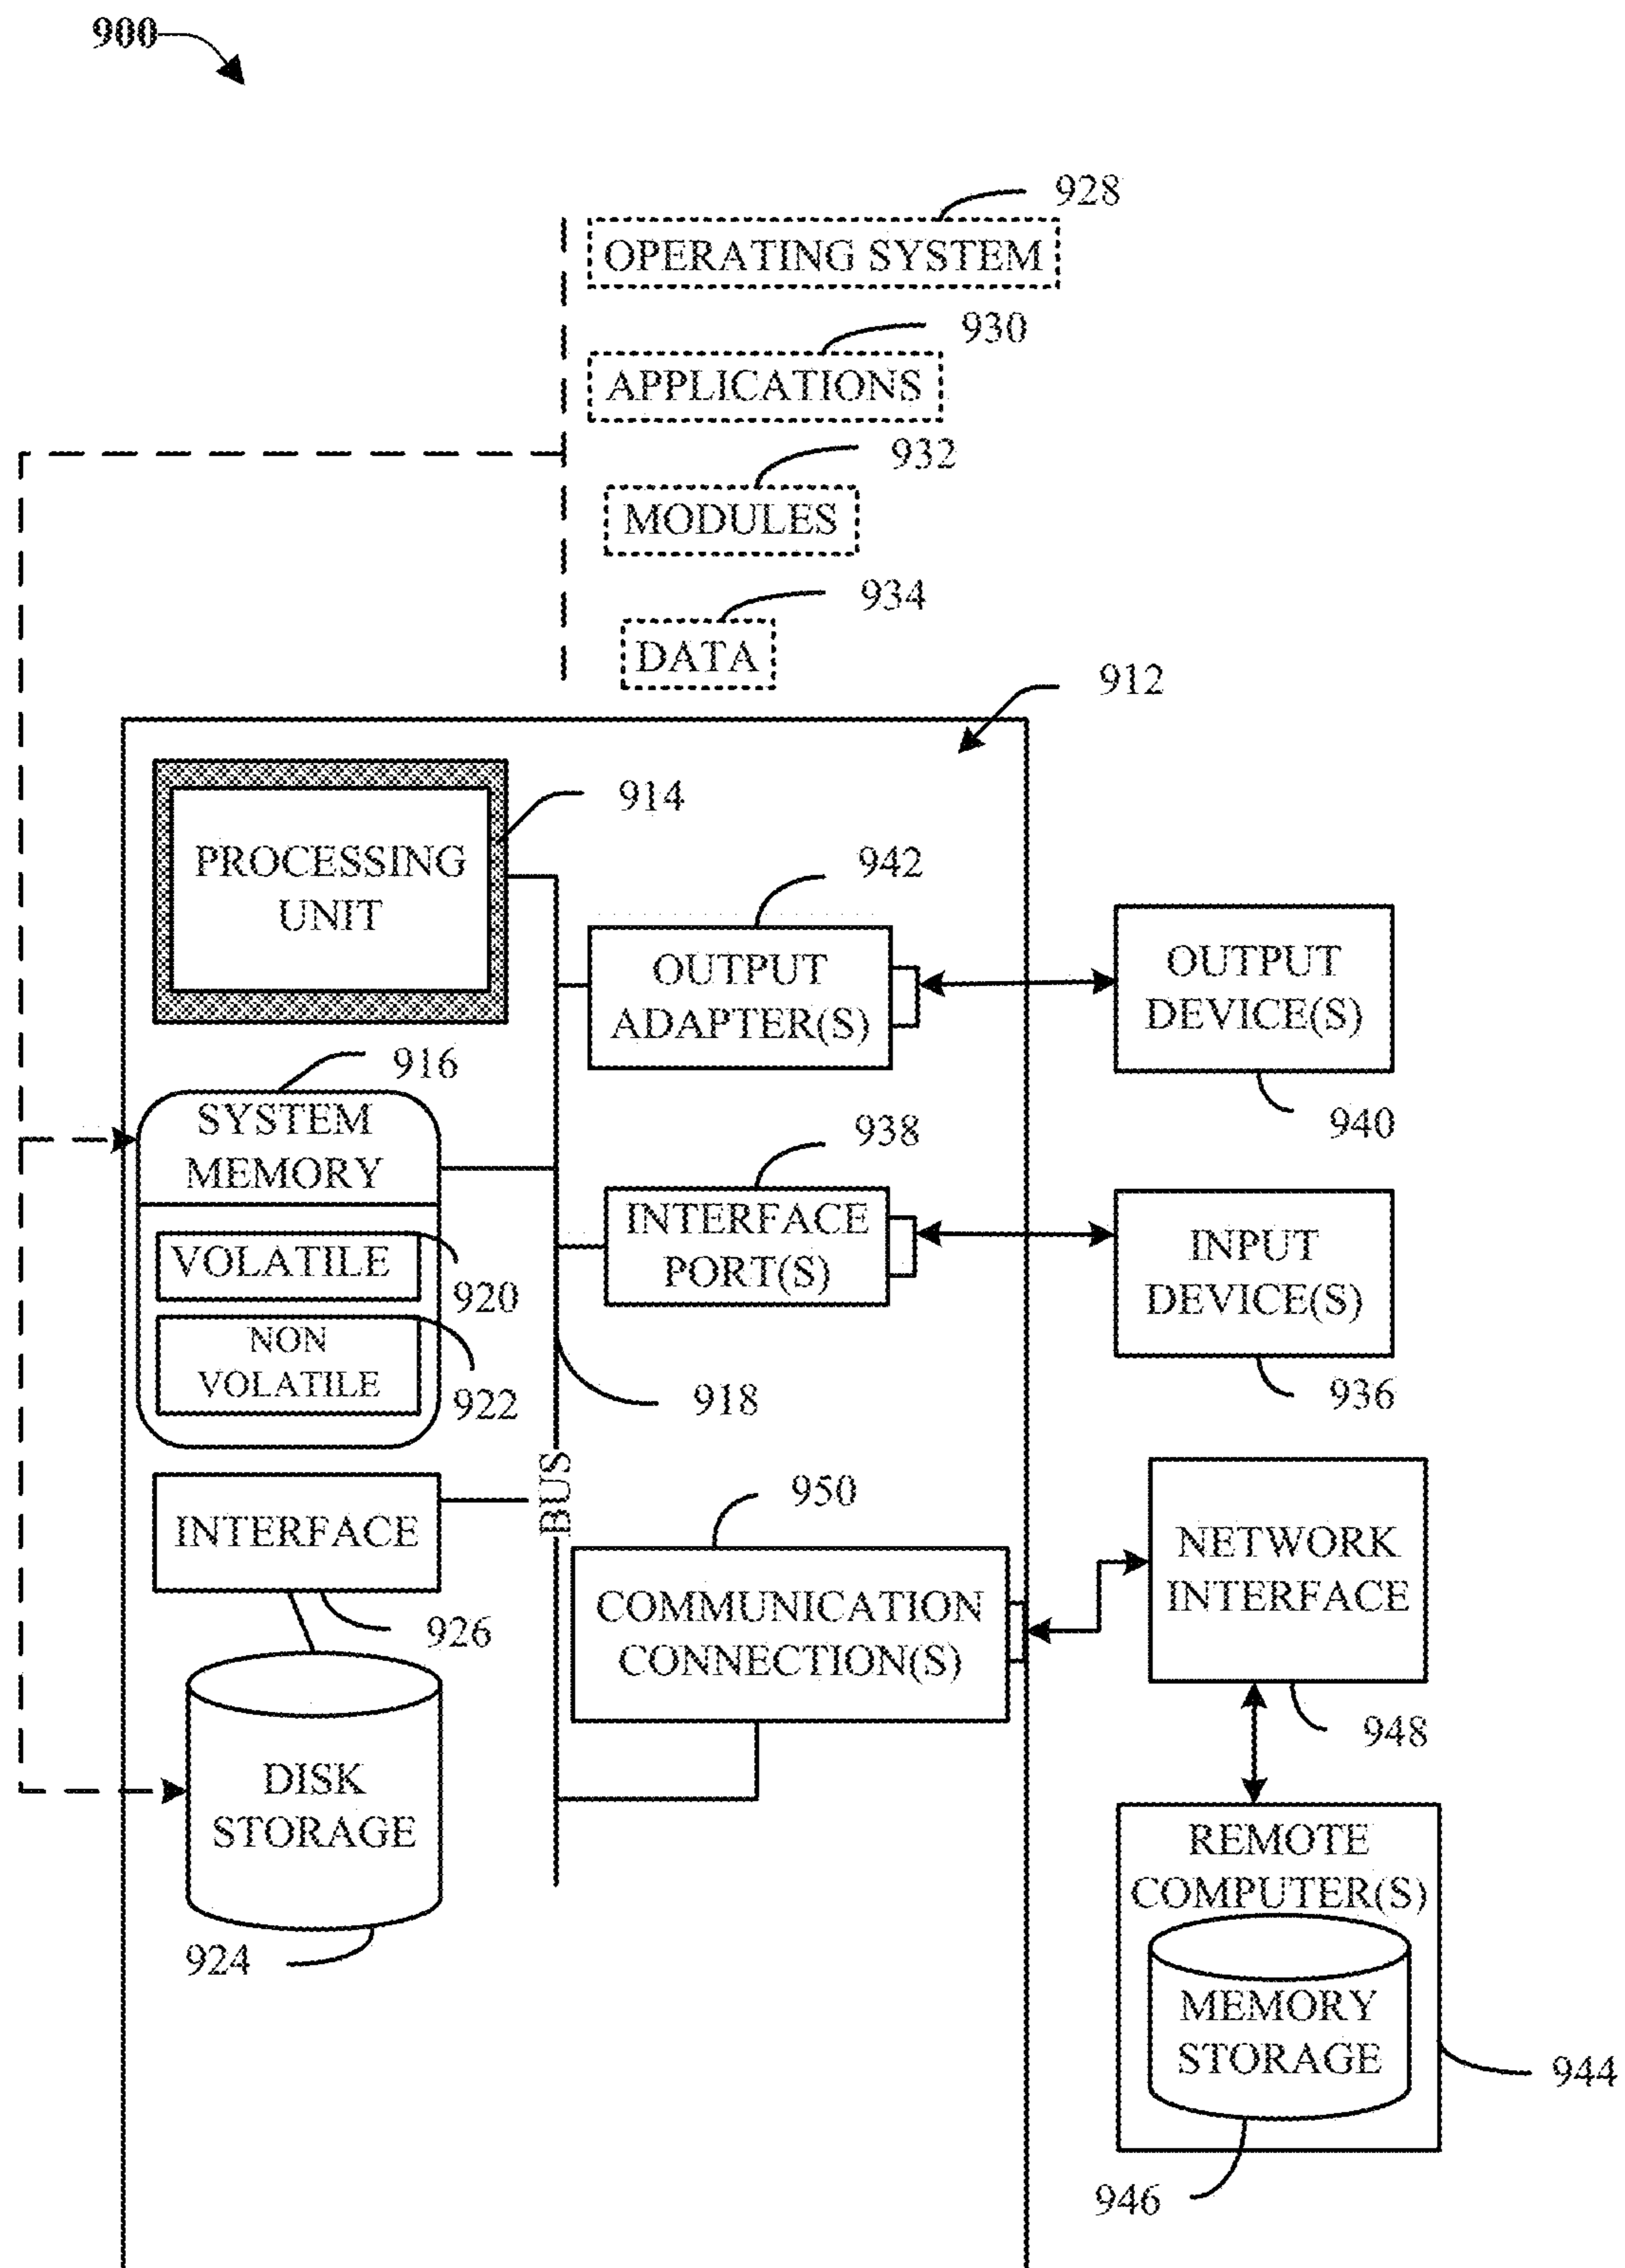 900
928
OPERATING SYSTEM
930
APPLICATIONS
932
MODULES
934
DATA
912
914
PROCESSING
UNIT
942
OUTPUT
ADAPTER(S)
OUTPUT
DEVICE(S)
940
916
SYSTEM
MEMORY
VOLATILE
920
NON
VOLATILE
922
938
INTERFACE
PORT(S)
INPUT
DEVICE(S)
936
918
BUS
INTERFACE
926
950
COMMUNICATION
CONNECTION(S)
NETWORK
INTERFACE
948
DISK
STORAGE
924
REMOTE
COMPUTER(S)
MEMORY
STORAGE
944
946